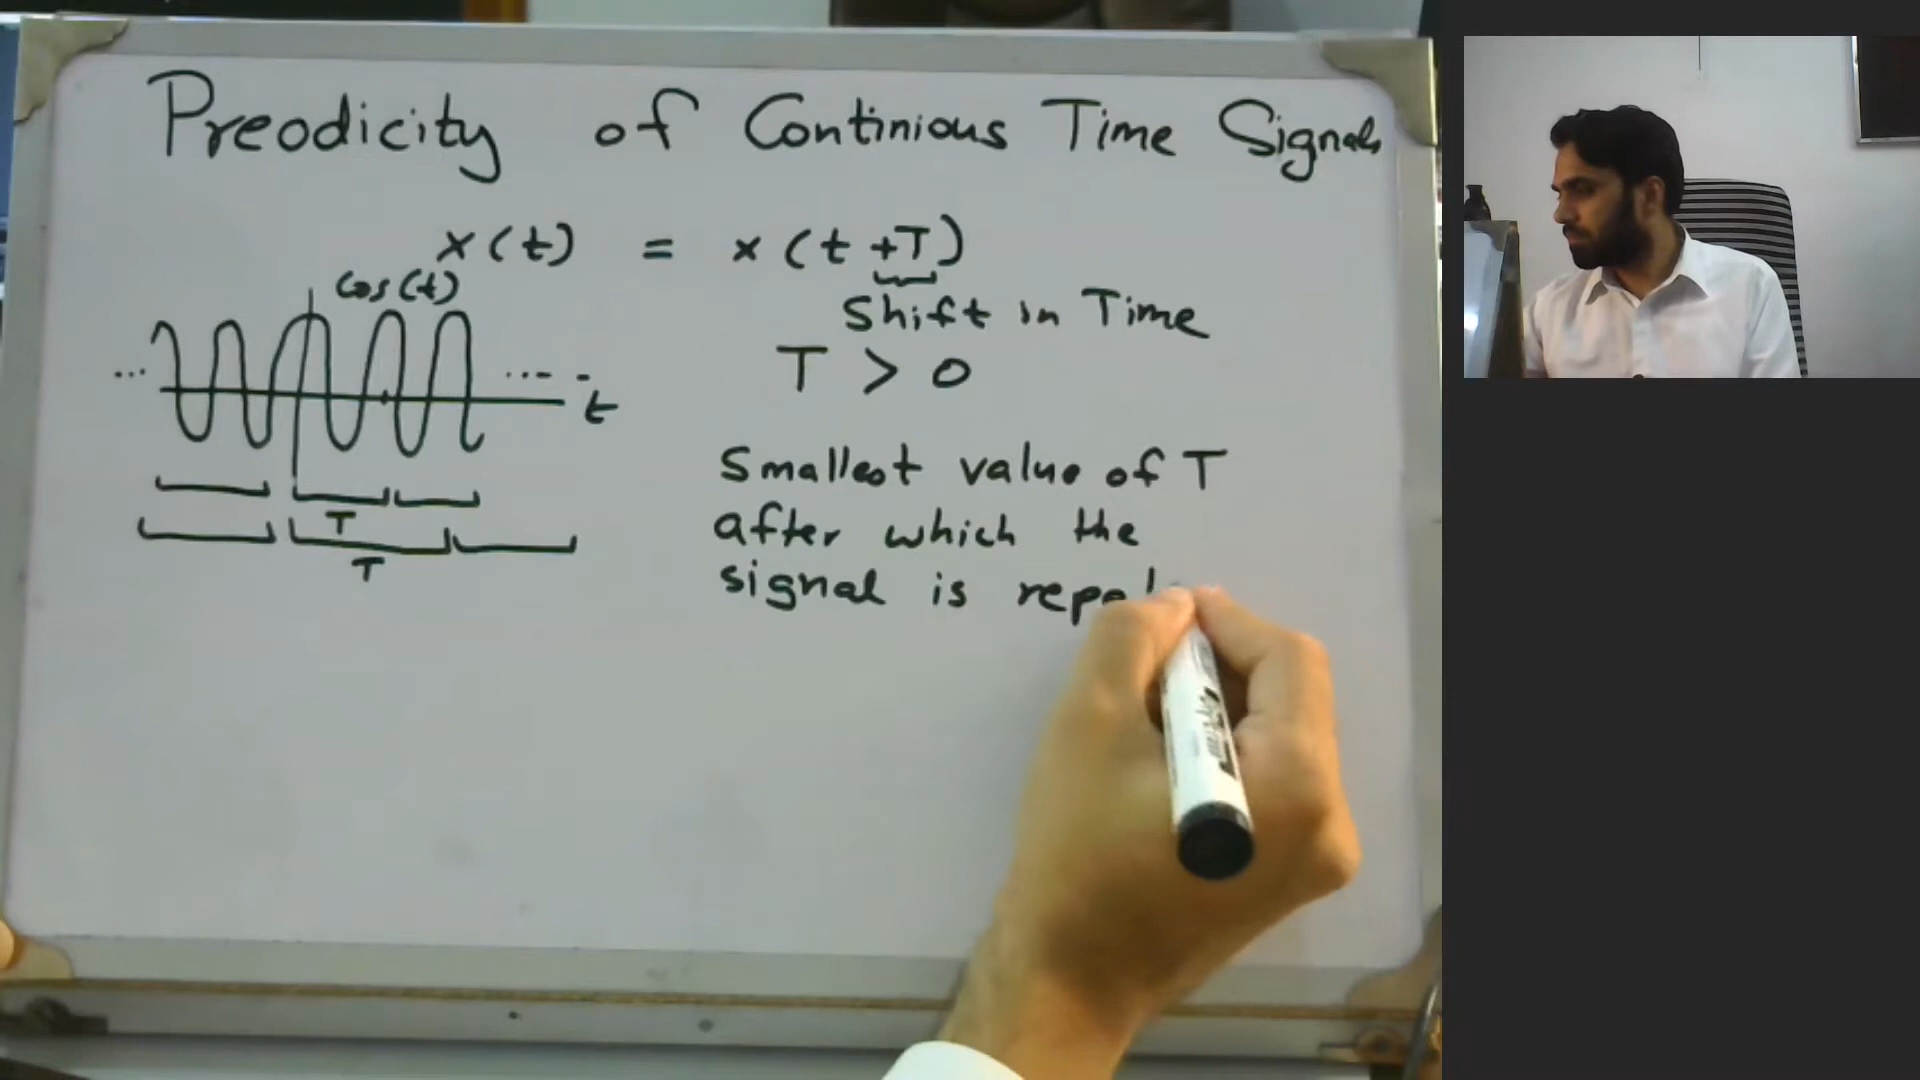 Preodicity of Continious Time Signals
x(t) = x(t+T)
Cos(t)
Shift in Time
T > 0
... .... -
t
Smallest value of T
after which the
signal is
T
T